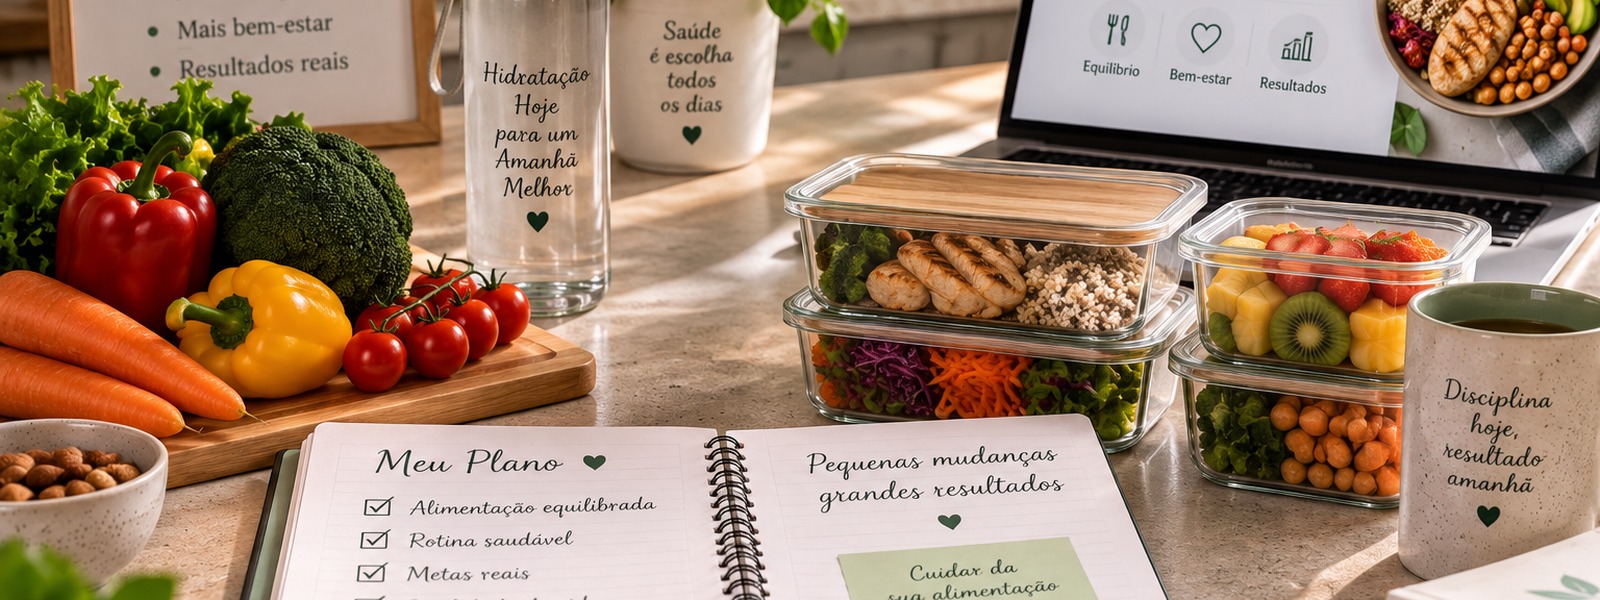 Mais bem-estar
Resultados reais
Hidratação
Hoje
para um
Amanhã
Melhor
Saúde
é escolha
todos
os dias
Equilíbrio
Bem-estar
Resultados
Meu Plano
Alimentação equilibrada
Rotina saudável
Metas reais
Pequenas mudanças
grandes resultados
Cuidar da
sua alimentação
Disciplina
hoje,
resultado
amanhã